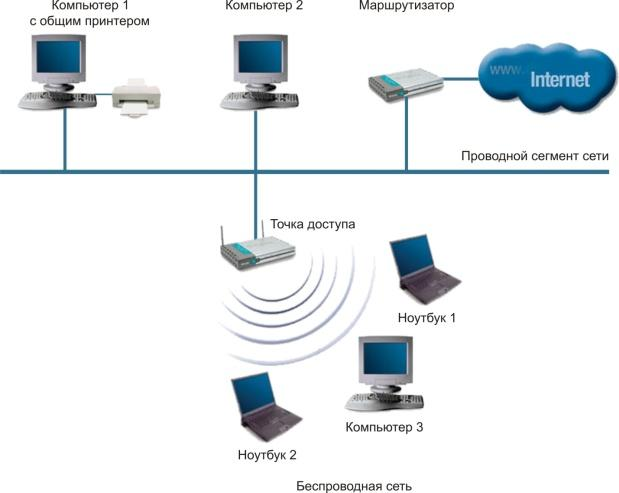 Компьютер 1
с общим принтером
Компьютер 2
Маршрутизатор
www.
Internet
Проводной сегмент сети
Точка доступа
Ноутбук 1
Компьютер 3
Ноутбук 2
Беспроводная сеть